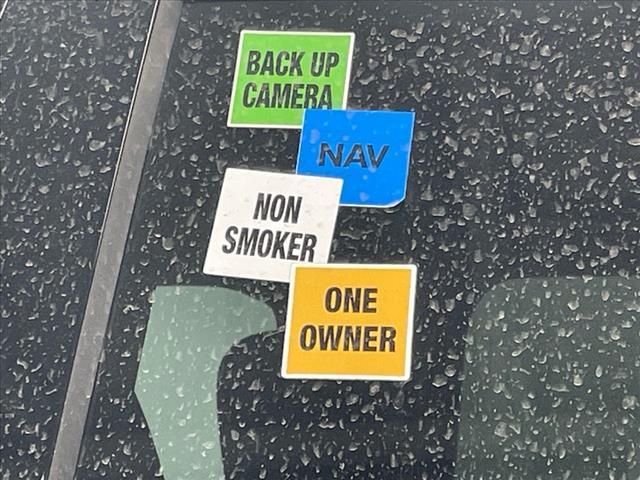 BACK UP
CAMERA
NAV
NON
SMOKER
ONE
OWNER